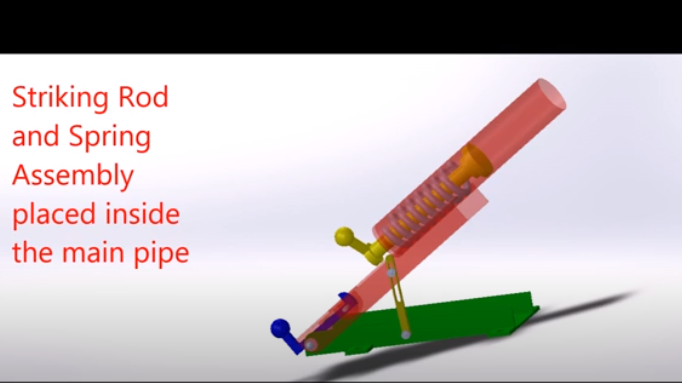 Striking Rod
and Spring
Assembly
placed inside
the main pipe